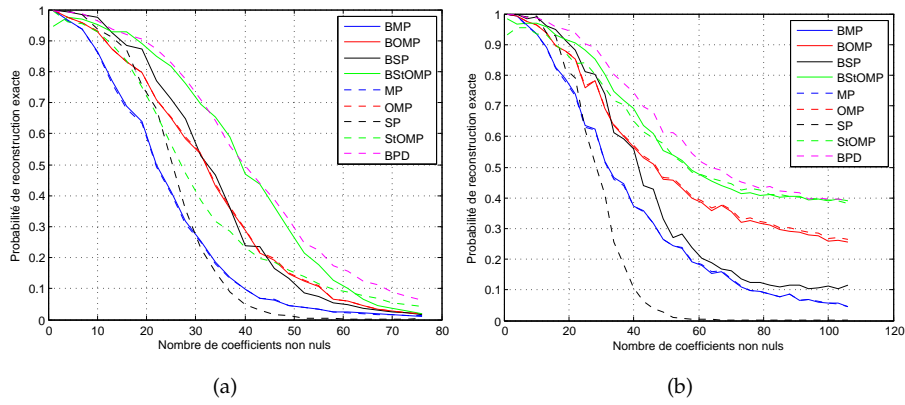 1
0.9
0.8
0.7
0.6
0.5
0.4
0.3
0.2
0.1
0
Probabilité de reconstruction exacte
0 10 20 30 40 50 60 70 80
Nombre de coefficients non nuls
BMP
BOMP
BSP
BStOMP
MP
OMP
SP
StOMP
BPD
(a)
1
0.9
0.8
0.7
0.6
0.5
0.4
0.3
0.2
0.1
0
Probabilité de reconstruction exacte
0 20 40 60 80 100 120
Nombre de coefficients non nuls
BMP
BOMP
BSP
BStOMP
MP
OMP
SP
StOMP
BPD
(b)